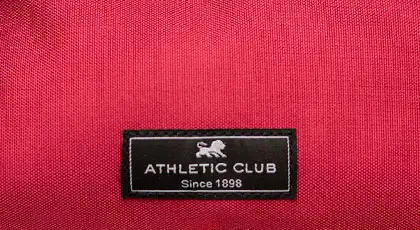 ATHLETIC CLUB
Since 1898